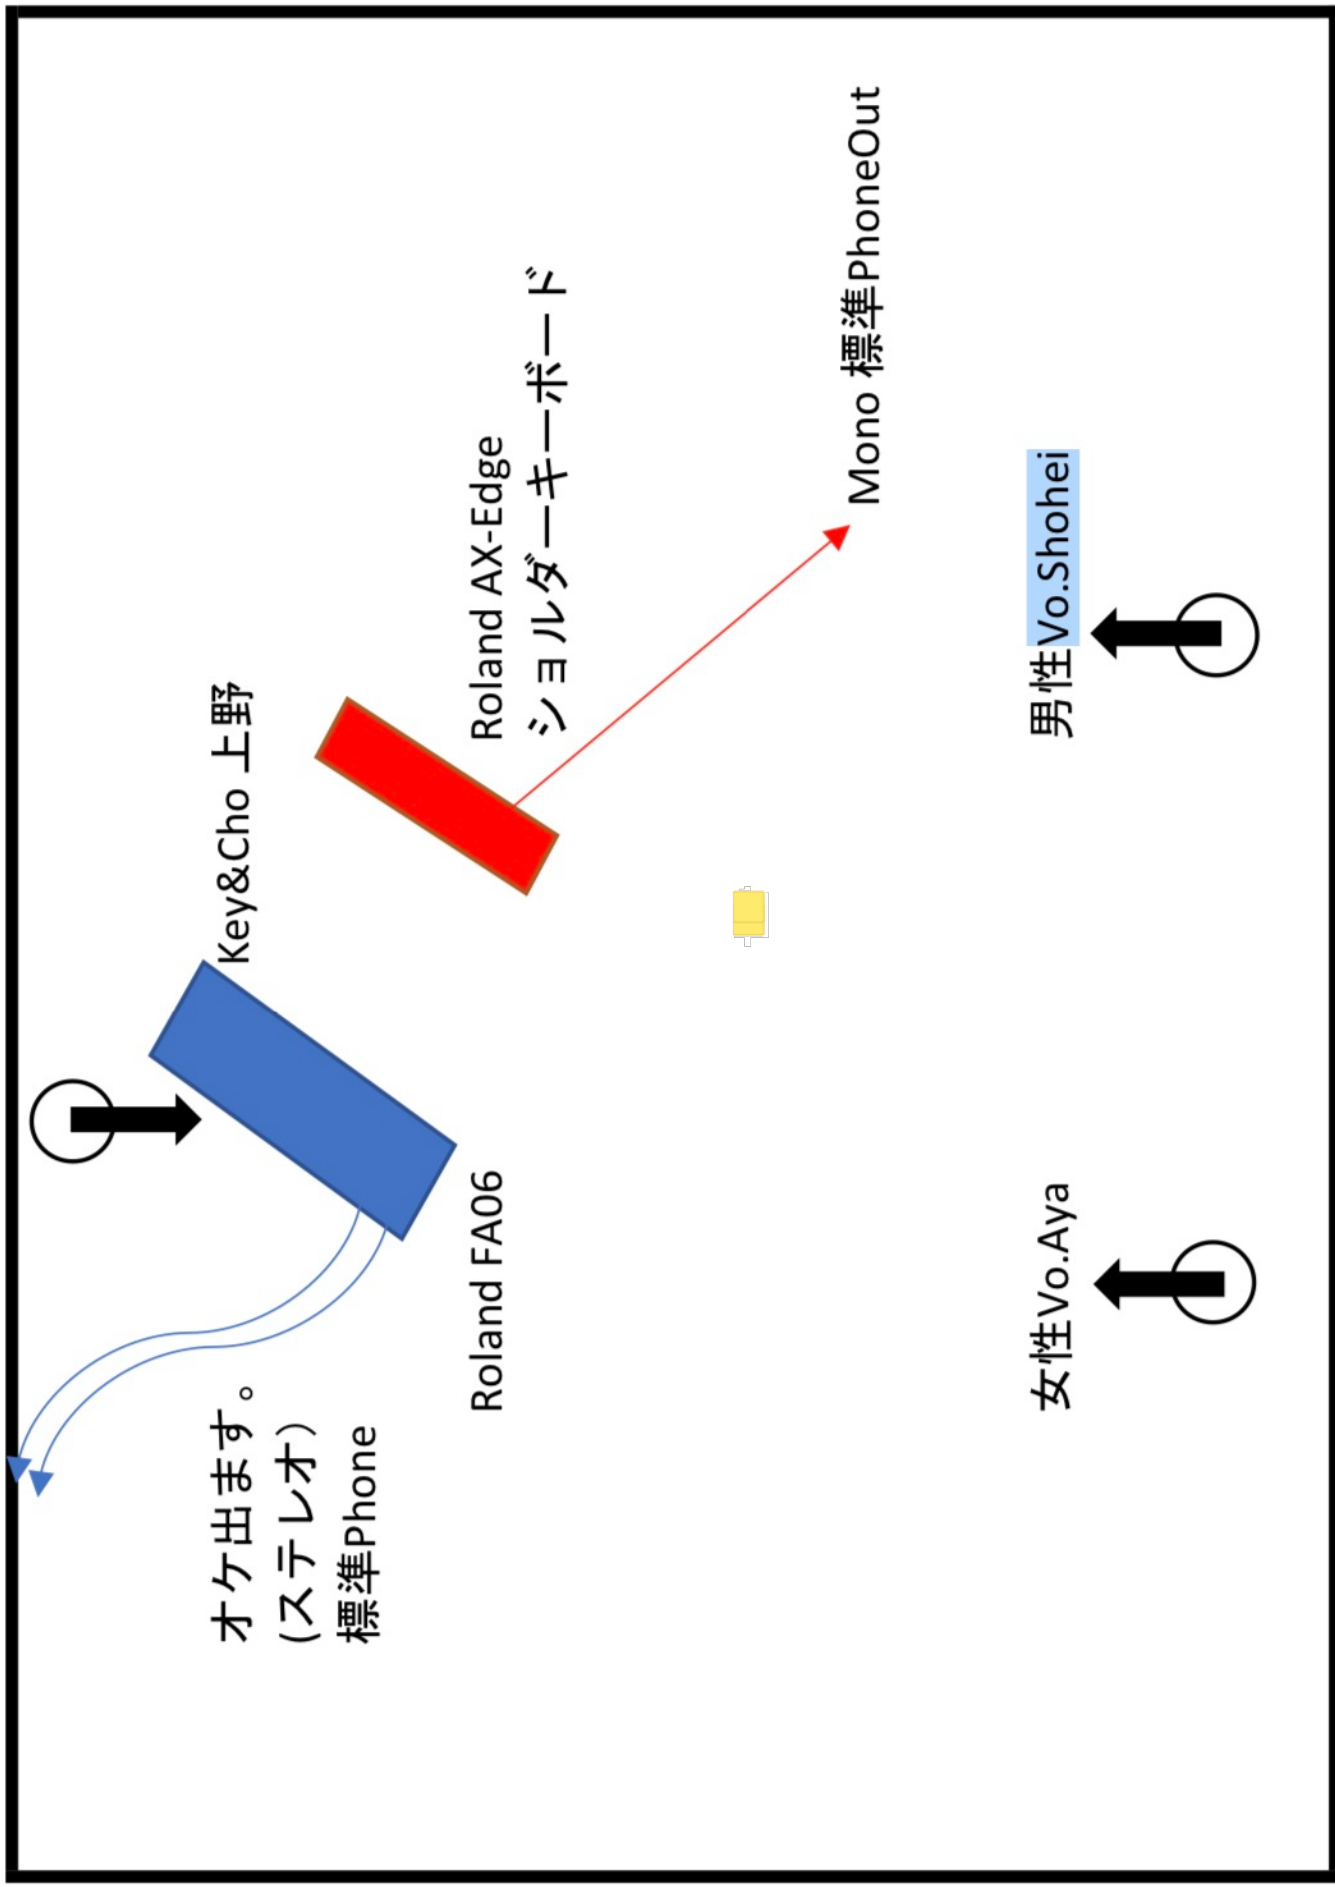 オケ出ます。
(ステレオ）
標準Phone
Key&Cho 上野
Roland FA06
Roland AX-Edge
ショルダーキーボード
Mono 標準PhoneOut
女性Vo.Aya
男性Vo.Shohei